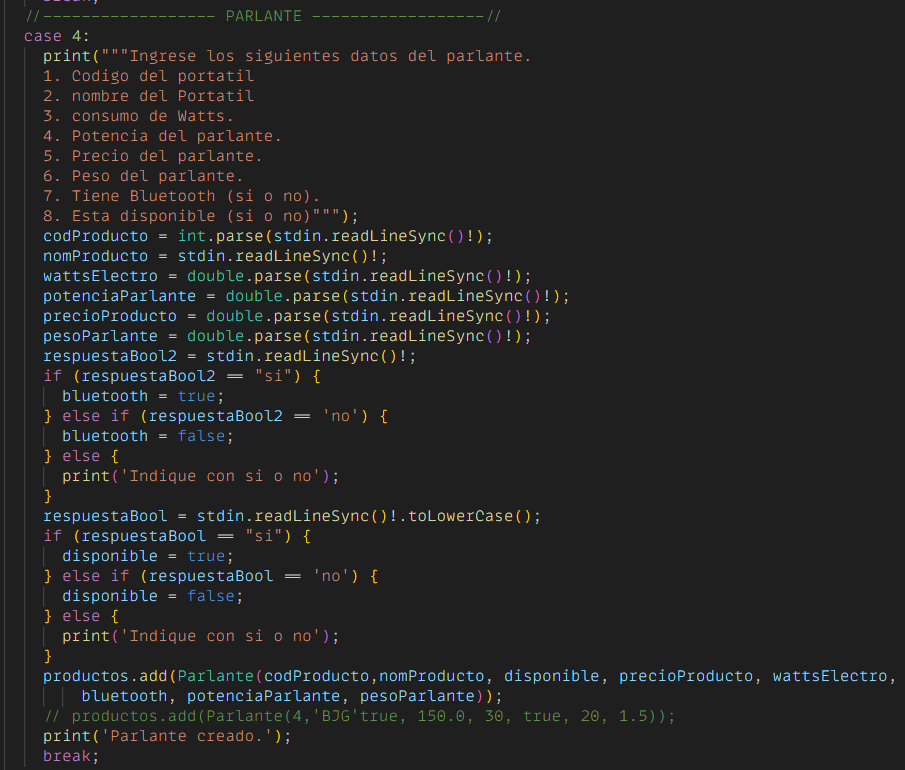 break;
//------------------ PARLANTE ------------------//
case 4:
print("""Ingrese los siguientes datos del parlante.
1. Codigo del portatil
2. nombre del Portatil
3. consumo de Watts.
4. Potencia del parlante.
5. Precio del parlante.
6. Peso del parlante.
7. Tiene Bluetooth (si o no).
8. Esta disponible (si o no)""");
codProducto = int.parse(stdin.readLineSync()!);
nomProducto = stdin.readLineSync()!;
wattsElectro = double.parse(stdin.readLineSync()!);
potenciaParlante = double.parse(stdin.readLineSync()!);
precioProducto = double.parse(stdin.readLineSync()!);
pesoParlante = double.parse(stdin.readLineSync()!);
respuestaBool2 = stdin.readLineSync()!;
if (respuestaBool2 == "si") {
bluetooth = true;
} else if (respuestaBool2 == 'no') {
bluetooth = false;
} else {
print('Indique con si o no');
}
respuestaBool = stdin.readLineSync()!.toLowerCase();
if (respuestaBool == "si") {
disponible = true;
} else if (respuestaBool == 'no') {
disponible = false;
} else {
print('Indique con si o no');
}
productos.add(Parlante(codProducto,nomProducto, disponible, precioProducto, wattsElectro,
bluetooth, potenciaParlante, pesoParlante));
// productos.add(Parlante(4,'BJG'true, 150.0, 30, true, 20, 1.5));
print('Parlante creado.');
break;